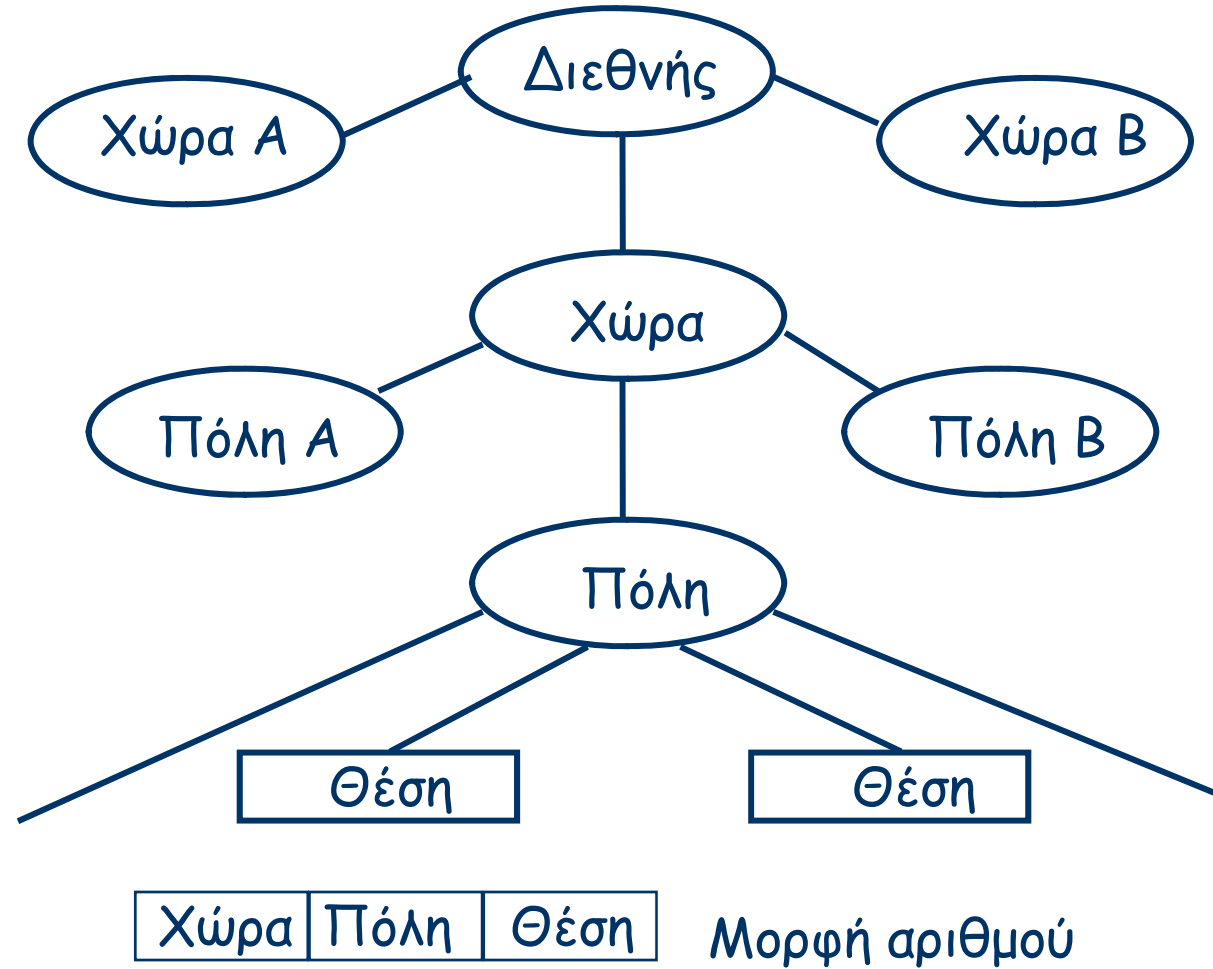 Διεθνής
Χώρα Α
Χώρα Β
Χώρα
Πόλη Α
Πόλη Β
Πόλη
Θέση
Θέση
Χώρα Πόλη Θέση
Μορφή αριθμού